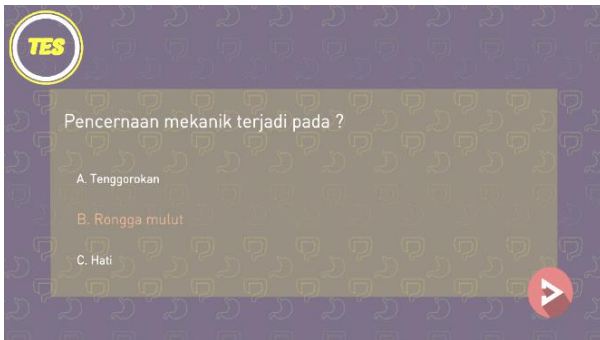 TES
Pencernaan mekanik terjadi pada ?
A. Tenggorokan
B. Rongga mulut
C. Hati